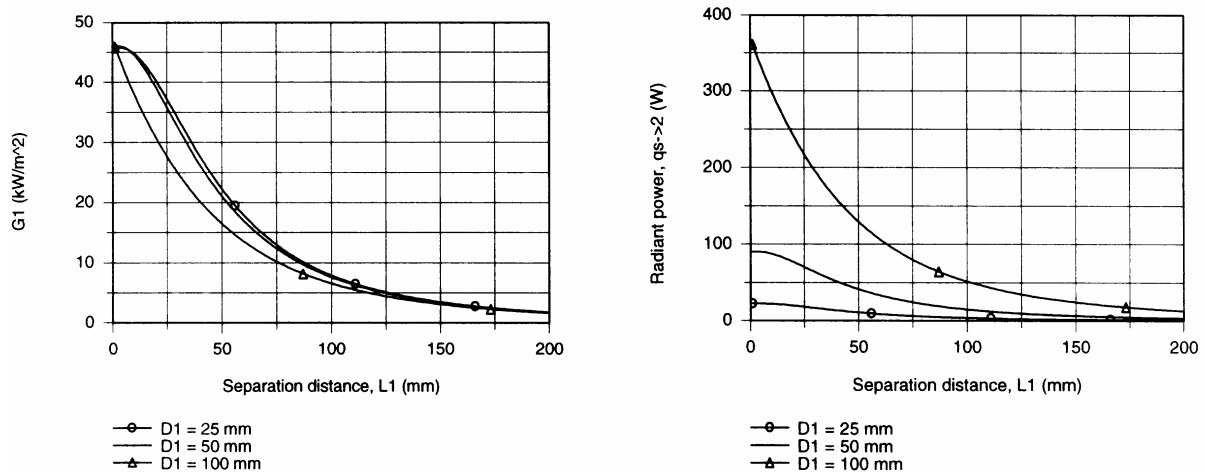 G1 (kW/m^2)
50
40
30
20
10
0
0 50 100 150 200
Separation distance, L1 (mm)
D1 = 25 mm
D1 = 50 mm
D1 = 100 mm
Radiant power, qs->2 (W)
400
300
200
100
0
0 50 100 150 200
Separation distance, L1 (mm)
D1 = 25 mm
D1 = 50 mm
D1 = 100 mm